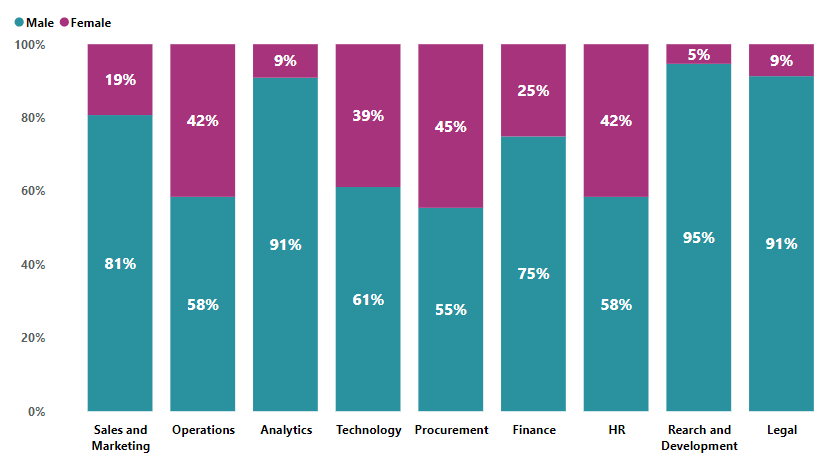 Male Female
100%
80%
60%
40%
20%
0%
19% 42% 9% 39% 45% 25% 42% 5% 9%
81% 58% 91% 61% 55% 75% 58% 95% 91%
Sales and Operations Analytics Technology Procurement Finance HR Rearch and Legal
Marketing Development